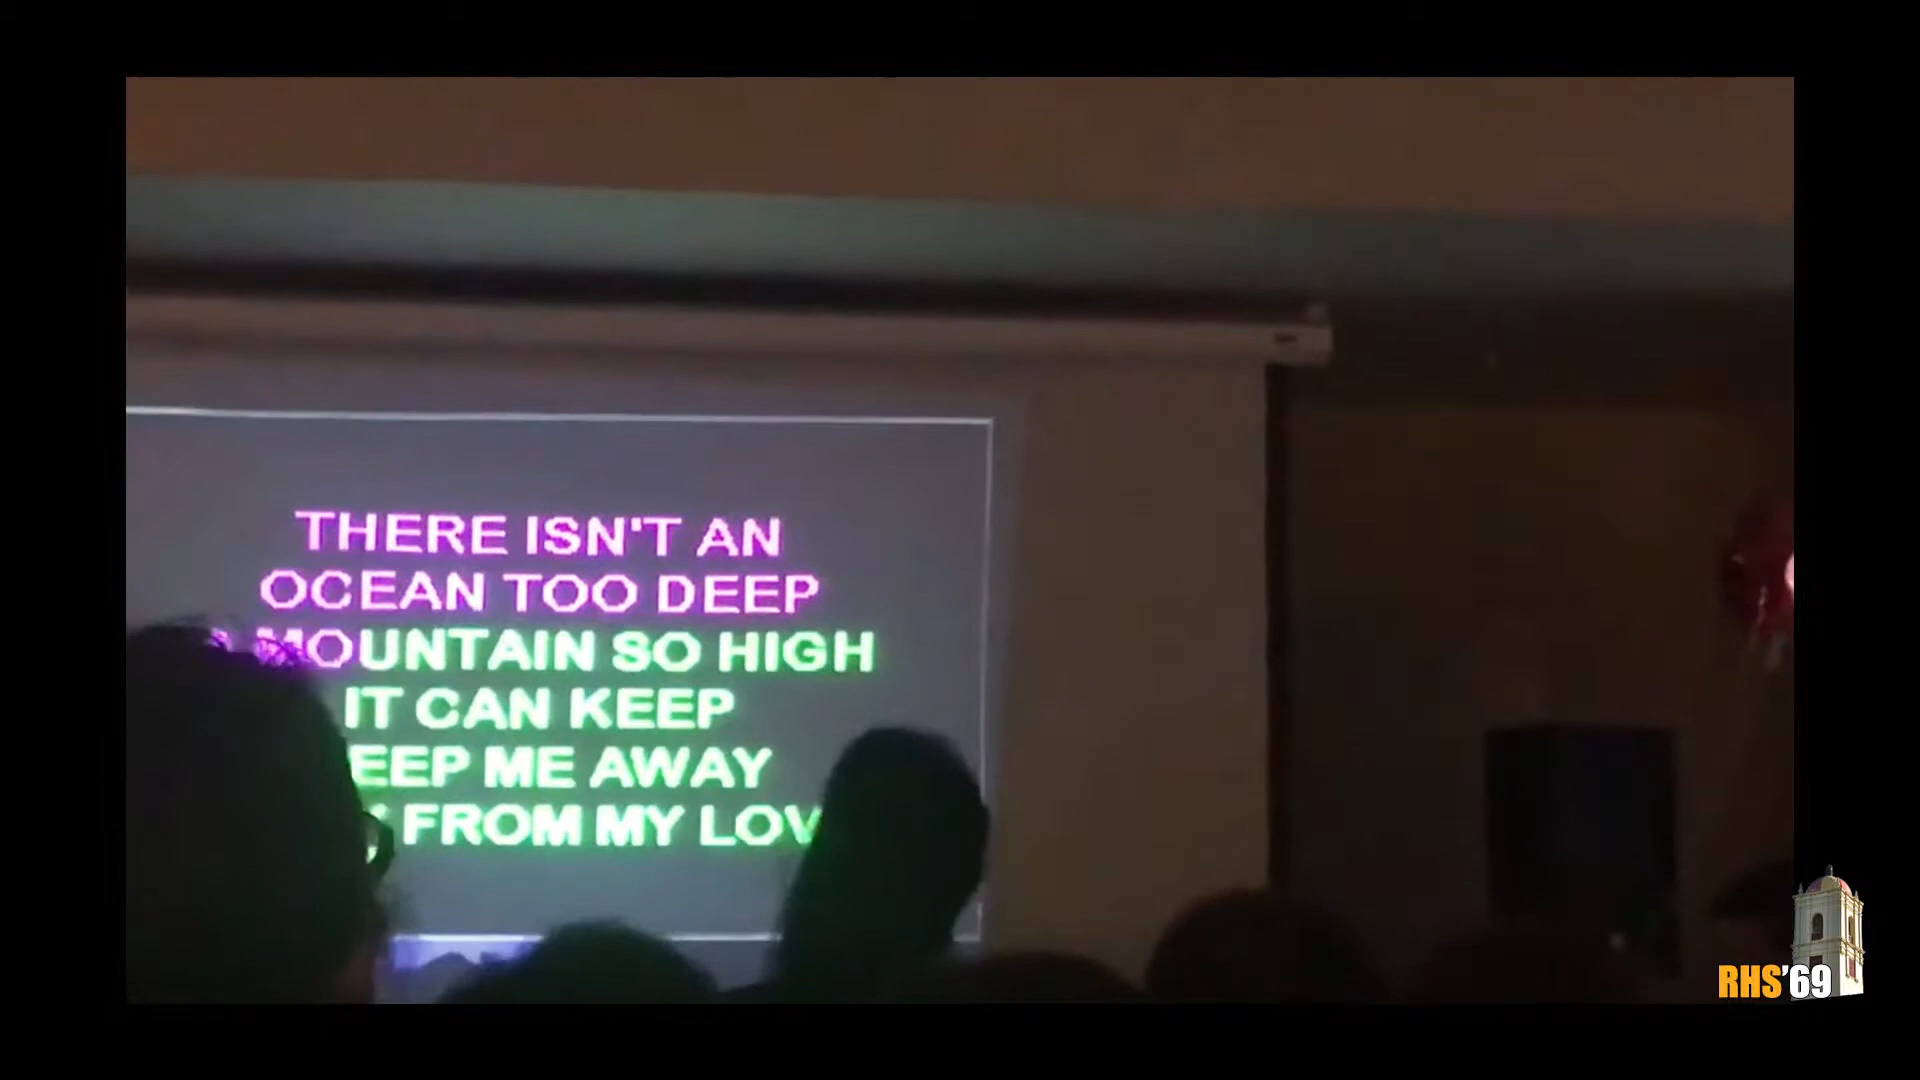 THERE ISN'T AN
OCEAN TOO DEEP
MOUNTAIN SO HIGH
IT CAN KEEP
EEP ME AWAY
FROM MY LOV
RHS'69